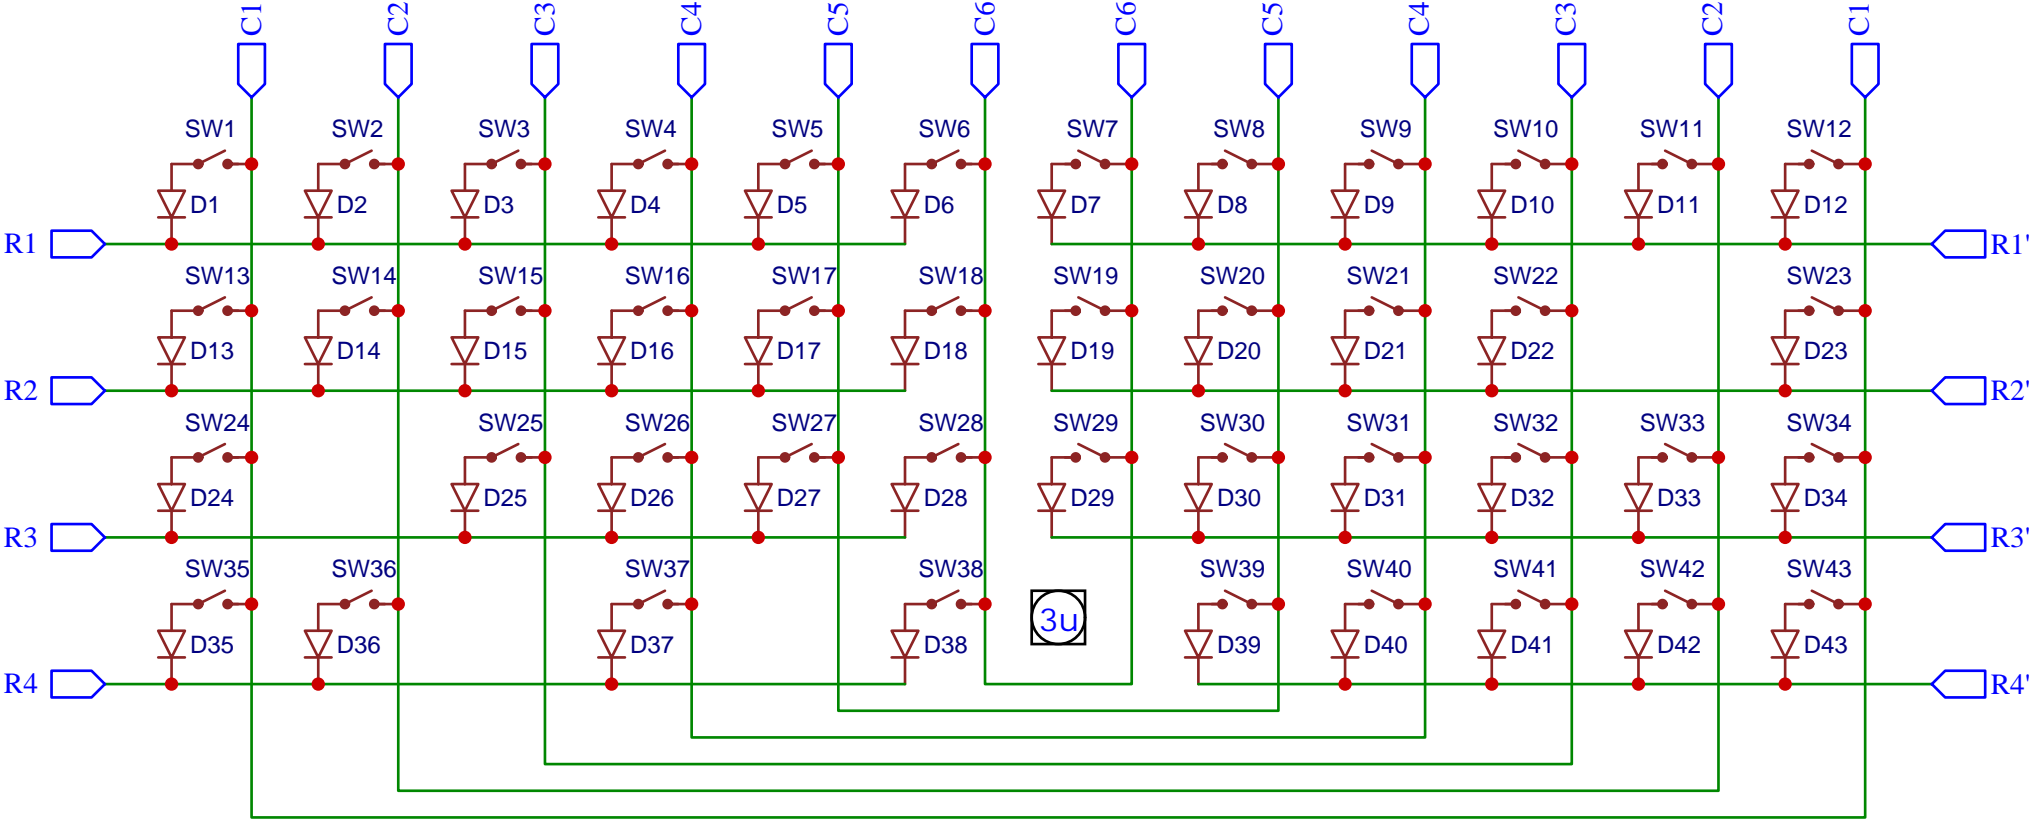 C1 C2 C3 C4 C5 C6 C6 C5 C4 C3 C2 C1
SW1 SW2 SW3 SW4 SW5 SW6 SW7 SW8 SW9 SW10 SW11 SW12
D1 D2 D3 D4 D5 D6 D7 D8 D9 D10 D11 D12
R1 R1'
SW13 SW14 SW15 SW16 SW17 SW18 SW19 SW20 SW21 SW22 SW23
D13 D14 D15 D16 D17 D18 D19 D20 D21 D22 D23
R2 R2'
SW24 SW25 SW26 SW27 SW28 SW29 SW30 SW31 SW32 SW33 SW34
D24 D25 D26 D27 D28 D29 D30 D31 D32 D33 D34
R3 R3'
SW35 SW36 SW37 SW38 SW39 SW40 SW41 SW42 SW43
3u
D35 D36 D37 D38 D39 D40 D41 D42 D43
R4 R4'